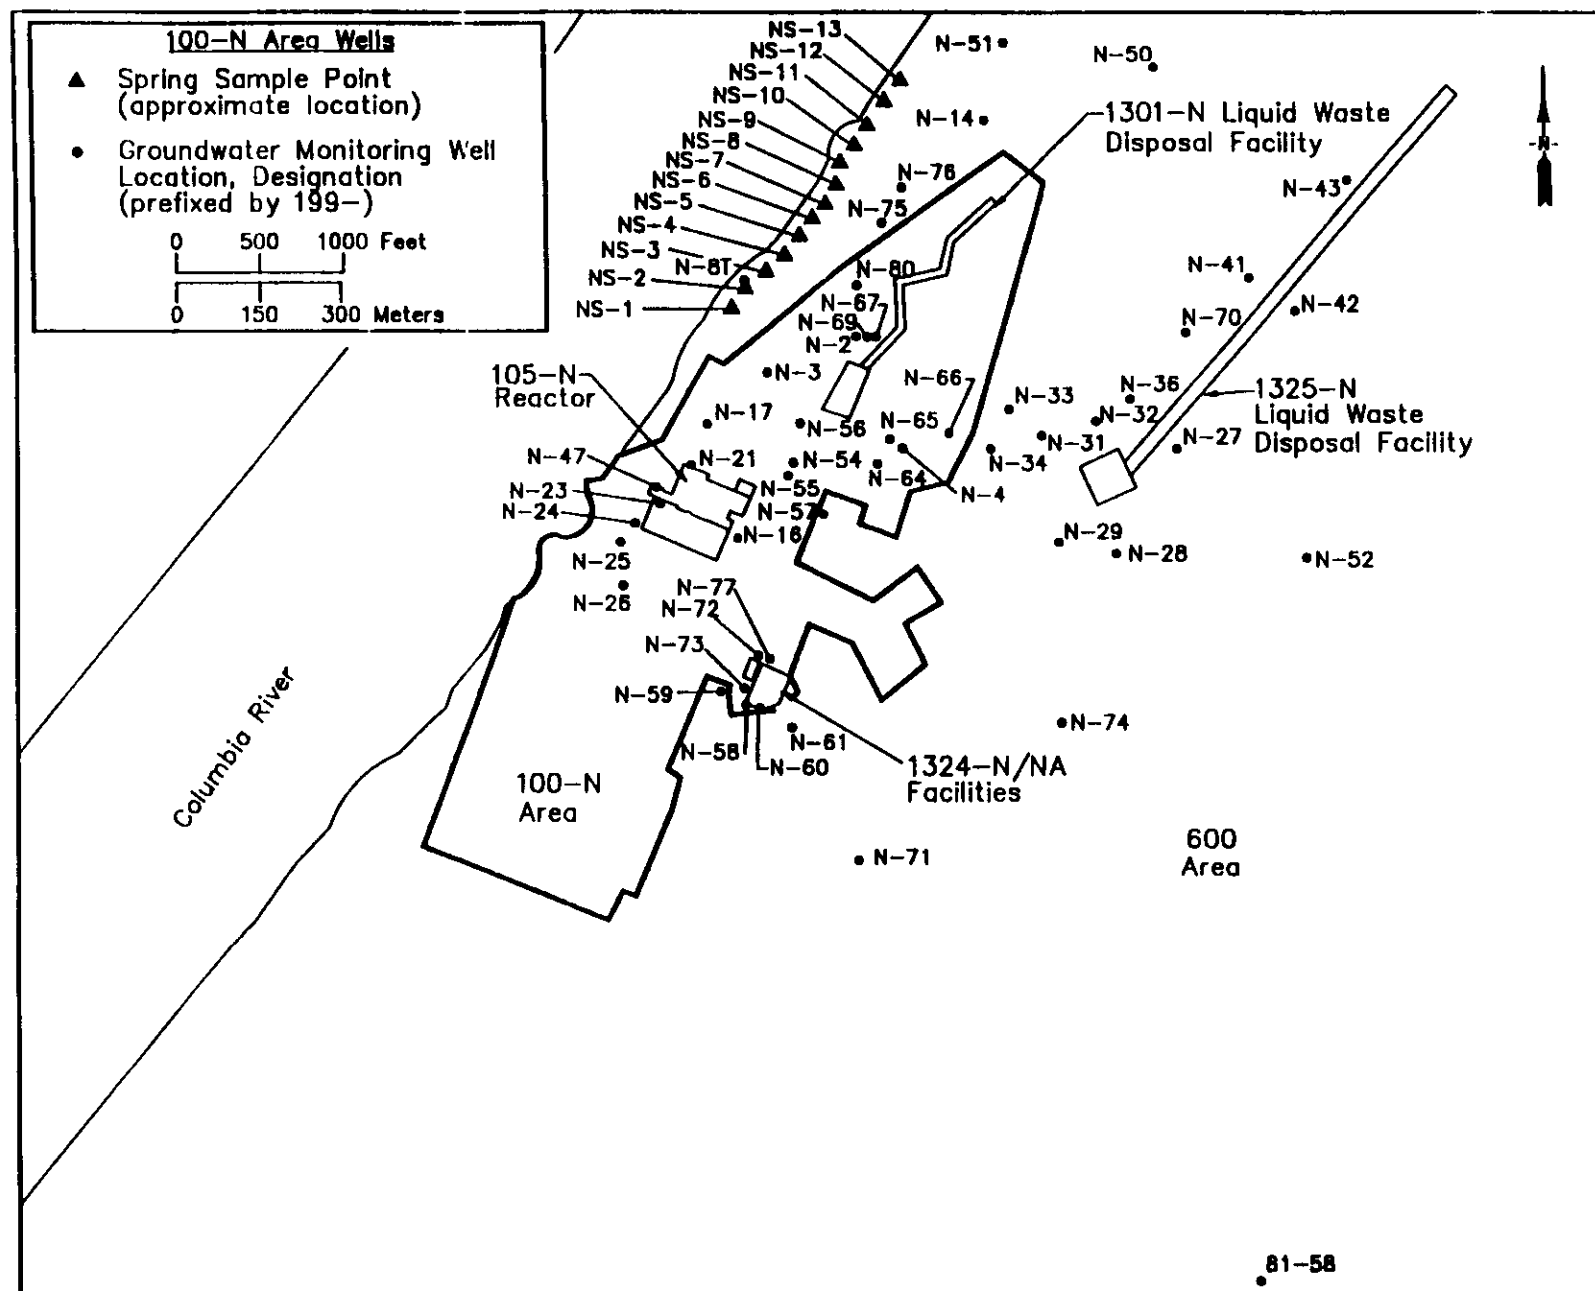 100-N Area Wells
Spring Sample Point
(approximate location)
Groundwater Monitoring Well
Location, Designation
(prefixed by 199-)
0 500 1000 Feet
0 150 300 Meters
NS-13
NS-12
NS-11
NS-10
NS-9
NS-8
NS-7
NS-6
NS-5
NS-4
NS-3
N-8T
NS-2
NS-1
N-51
N-50
N-14
1301-N Liquid Waste
Disposal Facility
-N-
N-76
N-75
N-43
N-80
N-41
N-67
N-69
N-2
N-42
N-70
N-3
105-N
Reactor
N-66
N-36
1325-N
Liquid Waste
Disposal Facility
N-33
N-32
N-17
N-56
N-65
N-31
N-27
N-47
N-21
N-54
N-64
N-34
N-55
N-4
N-23
N-24
N-57
N-16
N-29
N-28
N-52
N-25
N-26
N-77
N-72
N-73
N-59
N-58
N-61
N-60
N-74
1324-N/NA
Facilities
Columbia River
100-N
Area
N-71
600
Area
81-58